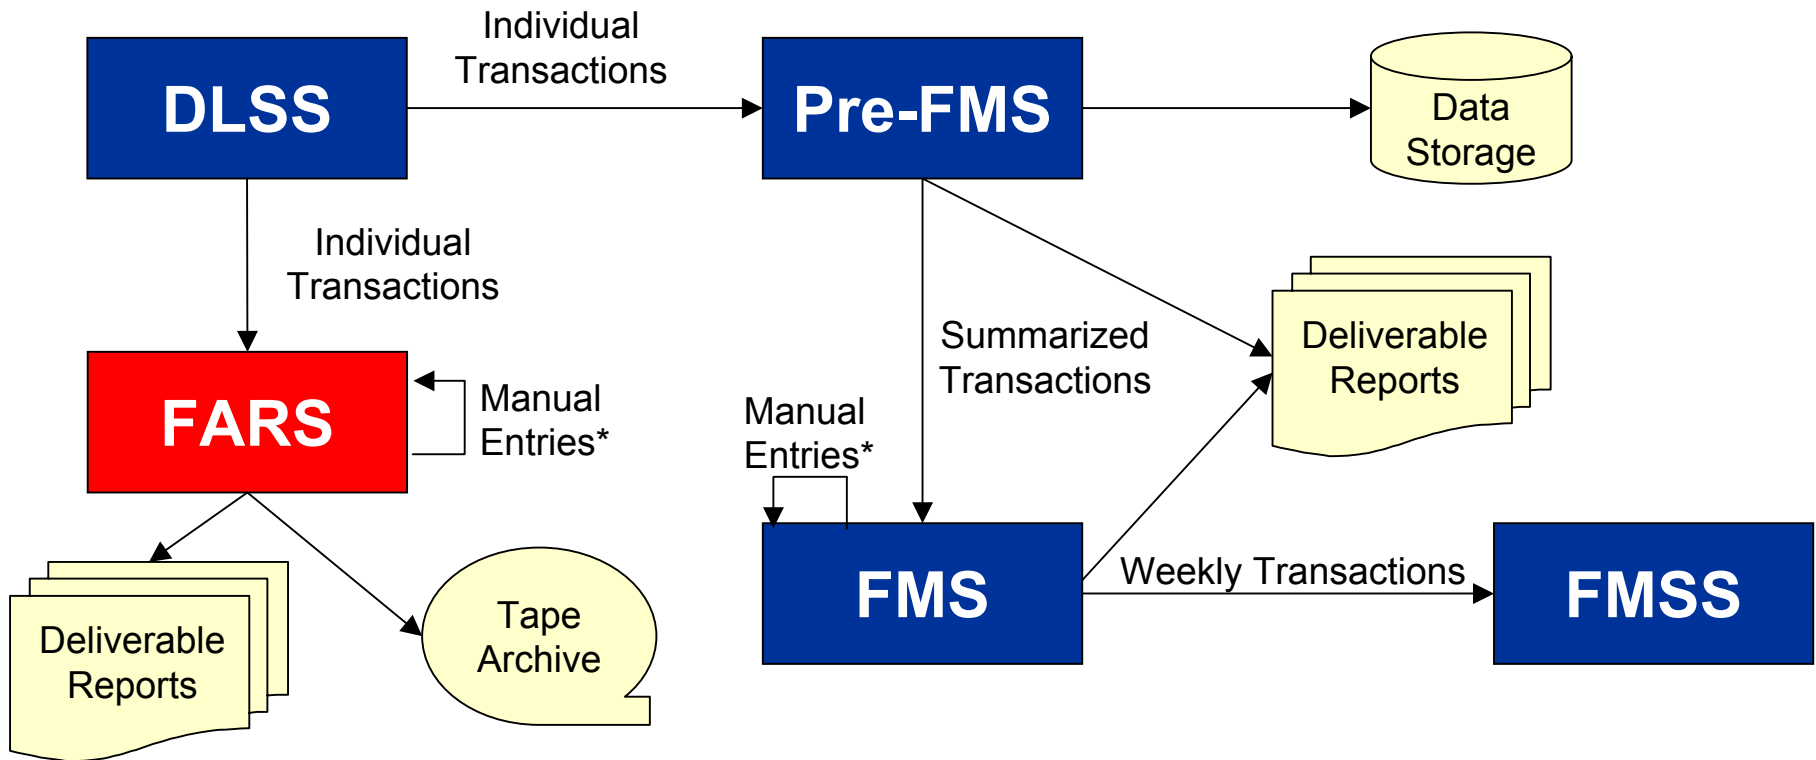 Individual
Transactions
DLSS
Pre-FMS
Data
Storage
Individual
Transactions
Summarized
Transactions
Deliverable
Reports
FARS
Manual
Entries*
Manual
Entries*
FMS
Weekly Transactions
FMSS
Deliverable
Reports
Tape
Archive